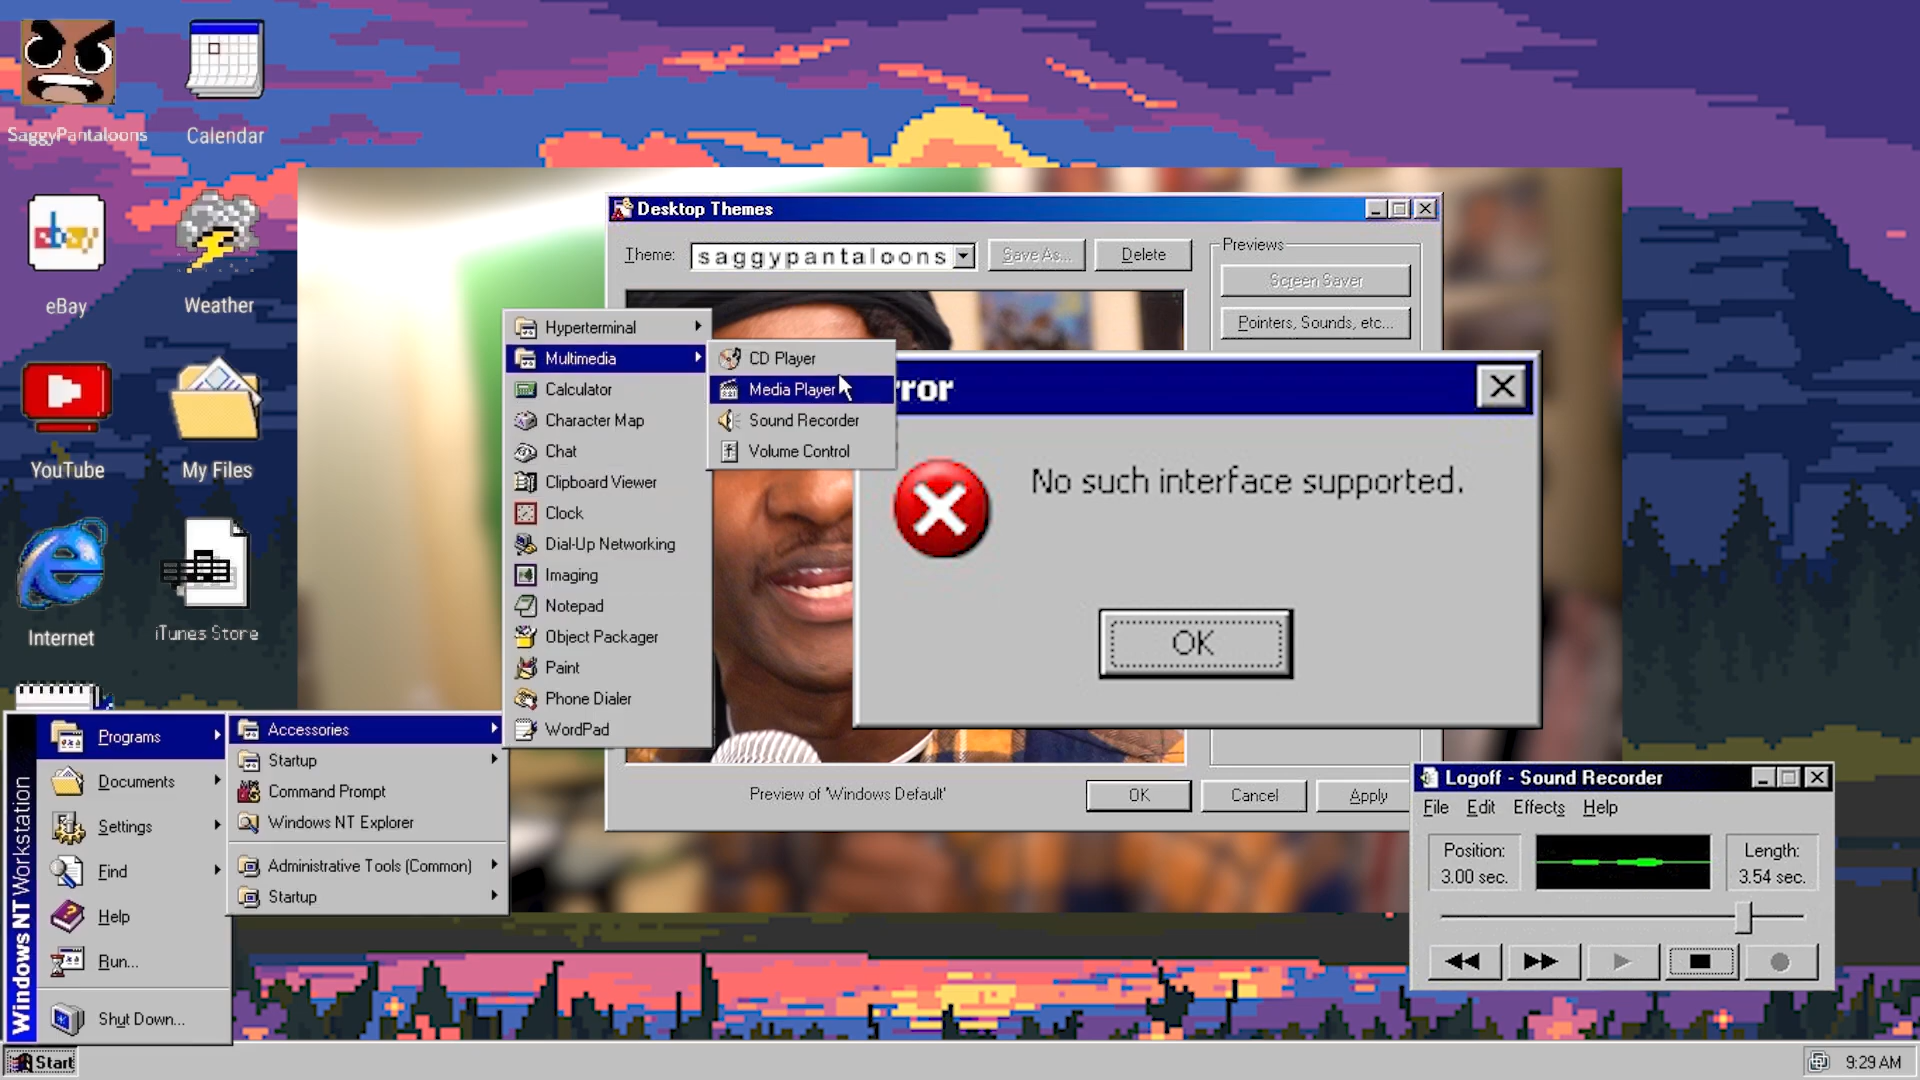 SaggyPantaloons
Calendar
ebay
eBay
Weather
YouTube
My Files
Internet
iTunes Store
Desktop Themes
Theme:
saggypantaloons
Save As...
Delete
Previews
Screen Saver
Pointers, Sounds, etc...
Preview of 'Windows Default'
OK
Cancel
Apply
rror
No such interface supported.
OK
Hyperterminal
Multimedia
Calculator
Character Map
Chat
Clipboard Viewer
Clock
Dial-Up Networking
Imaging
Notepad
Object Packager
Paint
Phone Dialer
WordPad
CD Player
Media Player
Sound Recorder
Volume Control
Accessories
Startup
Command Prompt
Windows NT Explorer
Administrative Tools (Common)
Startup
Windows NT Workstation
Programs
Documents
Settings
Find
Help
Run...
Shut Down...
Logoff - Sound Recorder
File Edit Effects Help
Position:
3.00 sec.
Length:
3.54 sec.
Start
9:29 AM